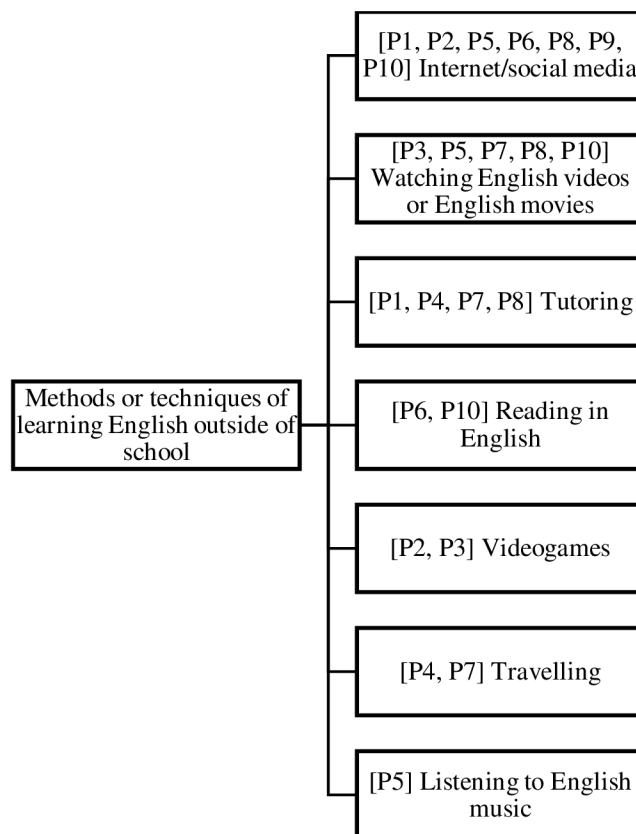 [P1, P2, P5, P6, P8, P9,
P10] Internet/social media
[P3, P5, P7, P8, P10]
Watching English videos
or English movies
[P1, P4, P7, P8] Tutoring
Methods or techniques of
learning English outside of
school
[P6, P10] Reading in
English
[P2, P3] Videogames
[P4, P7] Travelling
[P5] Listening to English
music